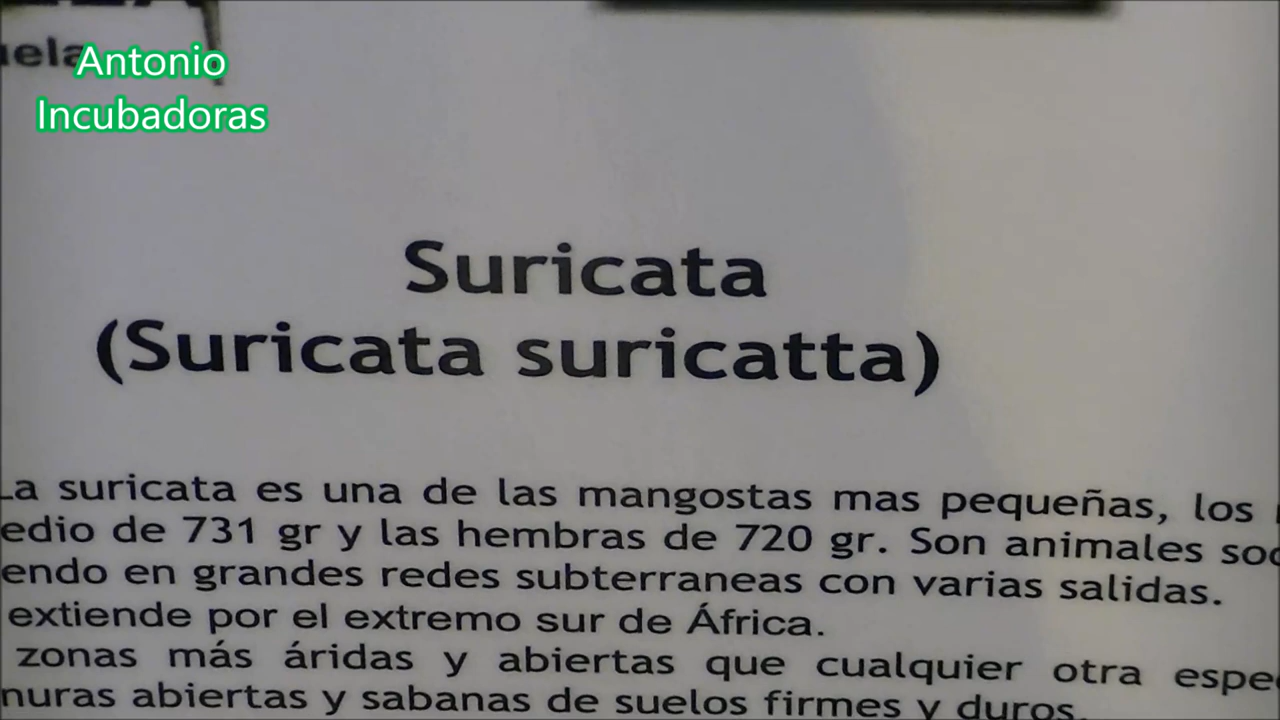 Antonio
Incubadoras
Suricata
(Suricata suricatta)
La suricata es una de las mangostas mas pequeñas, los
edio de 731 gr y las hembras de 720 gr. Son animales soc
endo en grandes redes subterraneas con varias salidas.
extiende por el extremo sur de África.
zonas más áridas y abiertas que cualquier otra espe
nuras abiertas y sabanas de suelos firmes y duros.